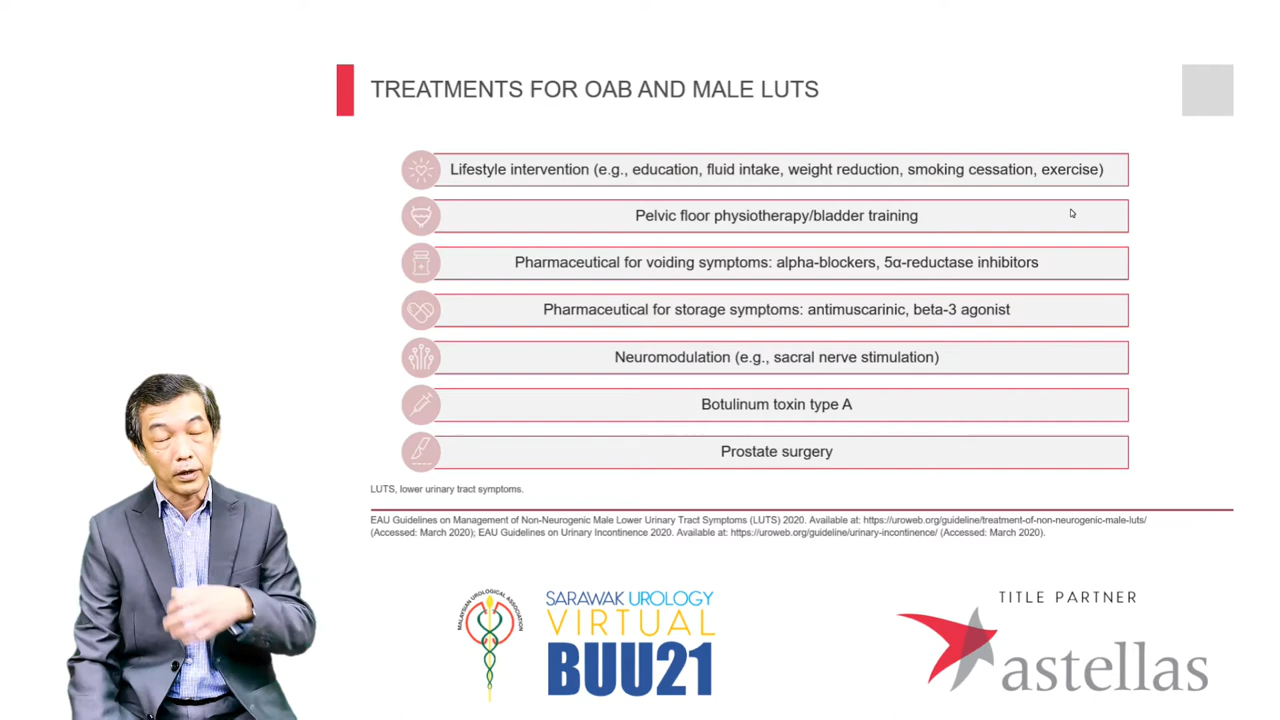 TREATMENTS FOR OAB AND MALE LUTS
Lifestyle intervention (e.g., education, fluid intake, weight reduction, smoking cessation, exercise)
Pelvic floor physiotherapy/bladder training
Pharmaceutical for voiding symptoms: alpha-blockers, 5α-reductase inhibitors
Pharmaceutical for storage symptoms: antimuscarinic, beta-3 agonist
Neuromodulation (e.g., sacral nerve stimulation)
Botulinum toxin type A
Prostate surgery
LUTS, lower urinary tract symptoms.
EAU Guidelines on Management of Non-Neurogenic Male Lower Urinary Tract Symptoms (LUTS) 2020. Available at: https://uroweb.org/guideline/treatment-of-non-neurogenic-male-luts/
(Accessed: March 2020); EAU Guidelines on Urinary Incontinence 2020. Available at: https://uroweb.org/guideline/urinary-incontinence/ (Accessed: March 2020).
MALAYSIAN UROLOGICAL ASSOCIATION
SARAWAK UROLOGY
VIRTUAL
BUU21
TITLE PARTNER
astellas